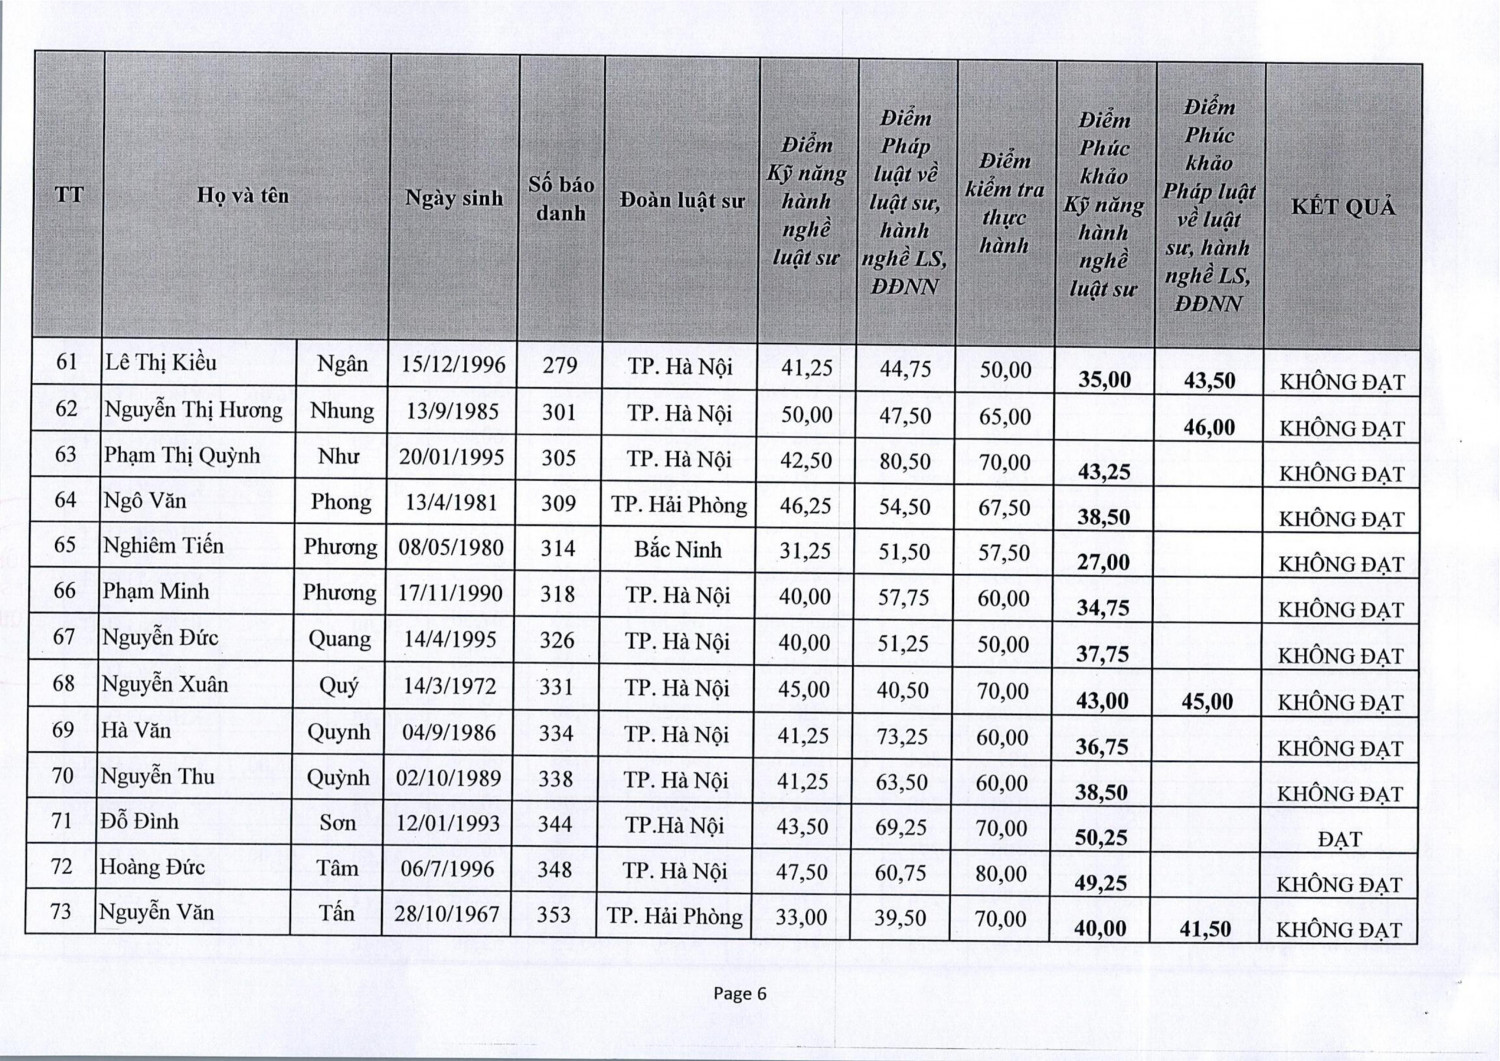 TT Họ và tên Ngày sinh Số báo danh Đoàn luật sư Điểm Kỹ năng hành nghề luật sư Điểm Pháp luật về luật sư, hành nghề LS, ĐĐNN Điểm kiểm tra thực hành Điểm Phúc khảo Kỹ năng hành nghề luật sư Điểm Phúc khảo Pháp luật về luật sư, hành nghề LS, ĐĐNN KẾT QUẢ
61 Lê Thị Kiều Ngân 15/12/1996 279 TP. Hà Nội 41,25 44,75 50,00 35,00 43,50 KHÔNG ĐẠT
62 Nguyễn Thị Hương Nhung 13/9/1985 301 TP. Hà Nội 50,00 47,50 65,00 46,00 KHÔNG ĐẠT
63 Phạm Thị Quỳnh Như 20/01/1995 305 TP. Hà Nội 42,50 80,50 70,00 43,25 KHÔNG ĐẠT
64 Ngô Văn Phong 13/4/1981 309 TP. Hải Phòng 46,25 54,50 67,50 38,50 KHÔNG ĐẠT
65 Nghiêm Tiến Phương 08/05/1980 314 Bắc Ninh 31,25 51,50 57,50 27,00 KHÔNG ĐẠT
66 Phạm Minh Phương 17/11/1990 318 TP. Hà Nội 40,00 57,75 60,00 34,75 KHÔNG ĐẠT
67 Nguyễn Đức Quang 14/4/1995 326 TP. Hà Nội 40,00 51,25 50,00 37,75 KHÔNG ĐẠT
68 Nguyễn Xuân Quý 14/3/1972 331 TP. Hà Nội 45,00 40,50 70,00 43,00 45,00 KHÔNG ĐẠT
69 Hà Văn Quynh 04/9/1986 334 TP. Hà Nội 41,25 73,25 60,00 36,75 KHÔNG ĐẠT
70 Nguyễn Thu Quỳnh 02/10/1989 338 TP. Hà Nội 41,25 63,50 60,00 38,50 KHÔNG ĐẠT
71 Đỗ Đình Sơn 12/01/1993 344 TP.Hà Nội 43,50 69,25 70,00 50,25 ĐẠT
72 Hoàng Đức Tâm 06/7/1996 348 TP. Hà Nội 47,50 60,75 80,00 49,25 KHÔNG ĐẠT
73 Nguyễn Văn Tấn 28/10/1967 353 TP. Hải Phòng 33,00 39,50 70,00 40,00 41,50 KHÔNG ĐẠT
Page 6